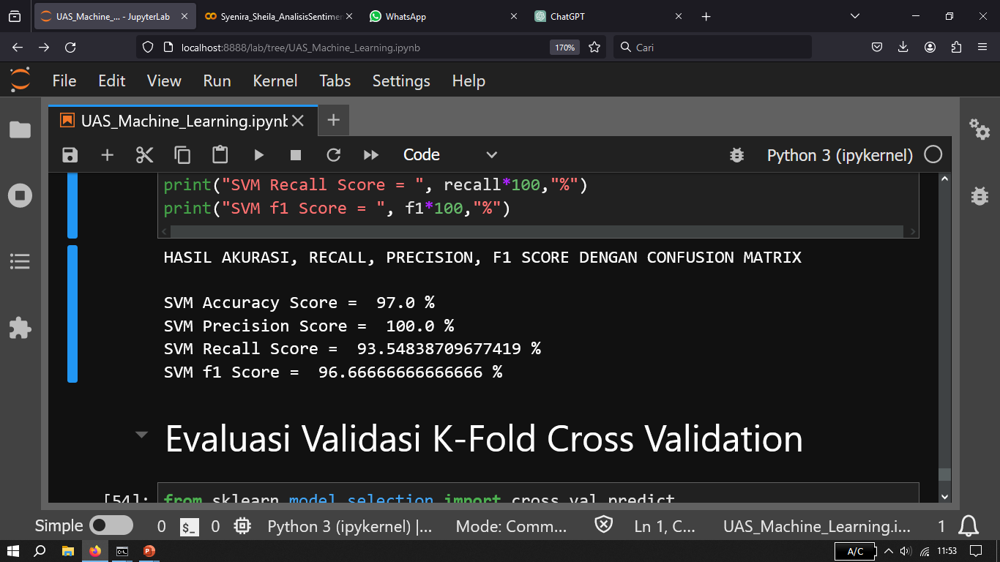 UAS_Machine_... - JupyterLab
Syenira_Sheila_AnalisisSentimen
WhatsApp
ChatGPT
localhost:8888/lab/tree/UAS_Machine_Learning.ipynb
170%
Cari
File Edit View Run Kernel Tabs Settings Help
UAS_Machine_Learning.ipynb
Code
Python 3 (ipykernel)
print("SVM Recall Score = ", recall*100,"%")
print("SVM f1 Score = ", f1*100,"%")
HASIL AKURASI, RECALL, PRECISION, F1 SCORE DENGAN CONFUSION MATRIX
SVM Accuracy Score =  97.0 %
SVM Precision Score =  100.0 %
SVM Recall Score =  93.54838709677419 %
SVM f1 Score =  96.66666666666666 %
Evaluasi Validasi K-Fold Cross Validation
[54]: from sklearn.model_selection import cross_val_predict
Simple 0 $_ 0 Python 3 (ipykernel) |... Mode: Comm... Ln 1, C... UAS_Machine_Learning.i... 1
A/C 11:53